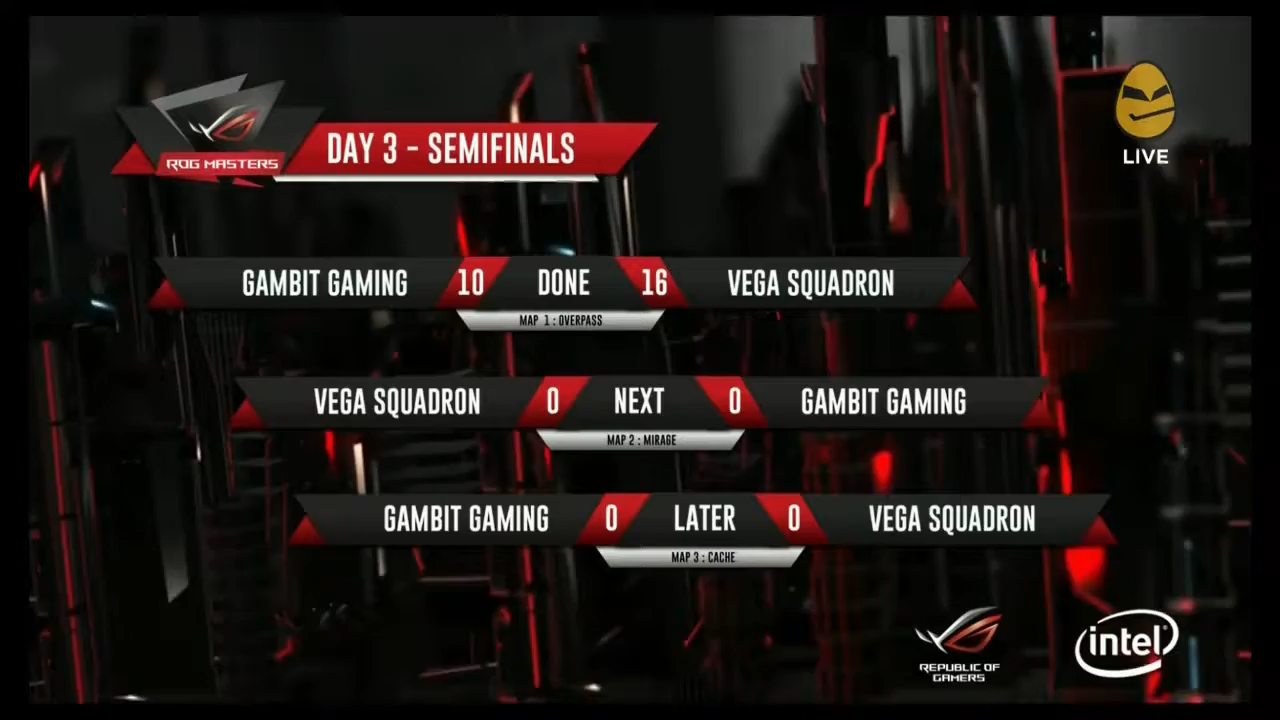 ROG MASTERS
DAY 3 - SEMIFINALS
LIVE
GAMBIT GAMING 10 DONE 16 VEGA SQUADRON
MAP 1 : OVERPASS
VEGA SQUADRON 0 NEXT 0 GAMBIT GAMING
MAP 2 : MIRAGE
GAMBIT GAMING 0 LATER 0 VEGA SQUADRON
MAP 3 : CACHE
REPUBLIC OF
GAMERS
intel